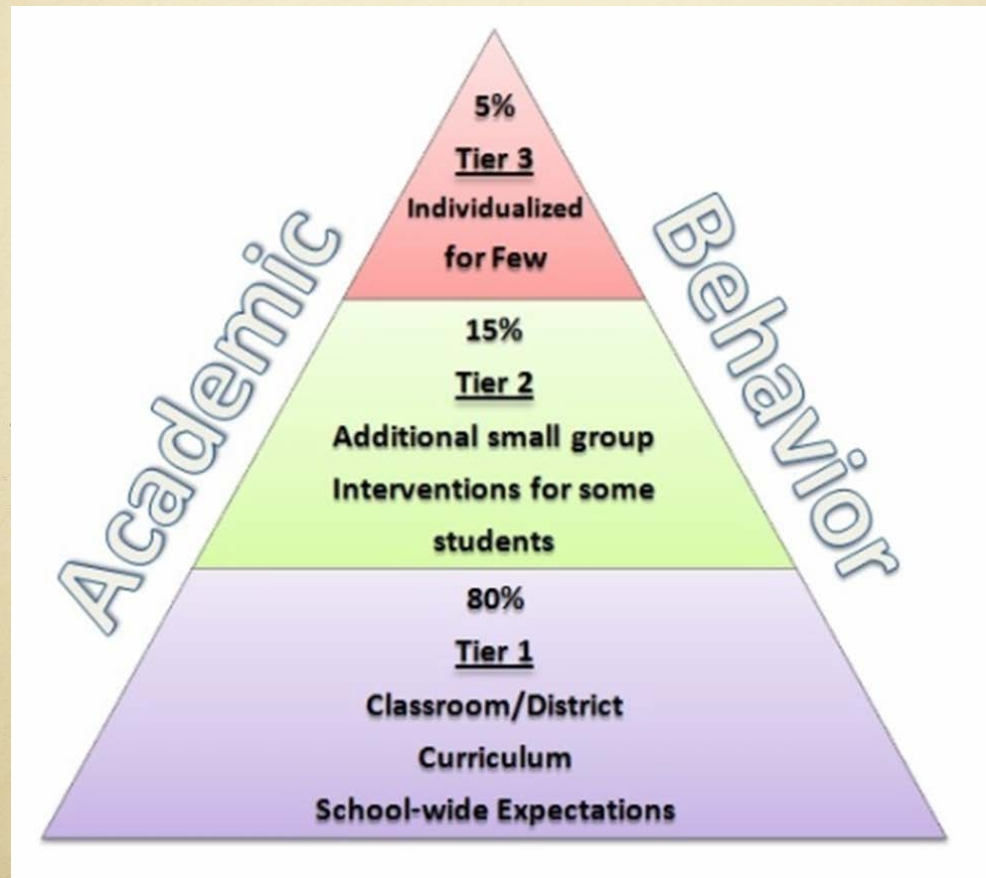 Academic
Behavior
5%
Tier 3
Individualized
for Few
15%
Tier 2
Additional small group
Interventions for some
students
80%
Tier 1
Classroom/District
Curriculum
School-wide Expectations